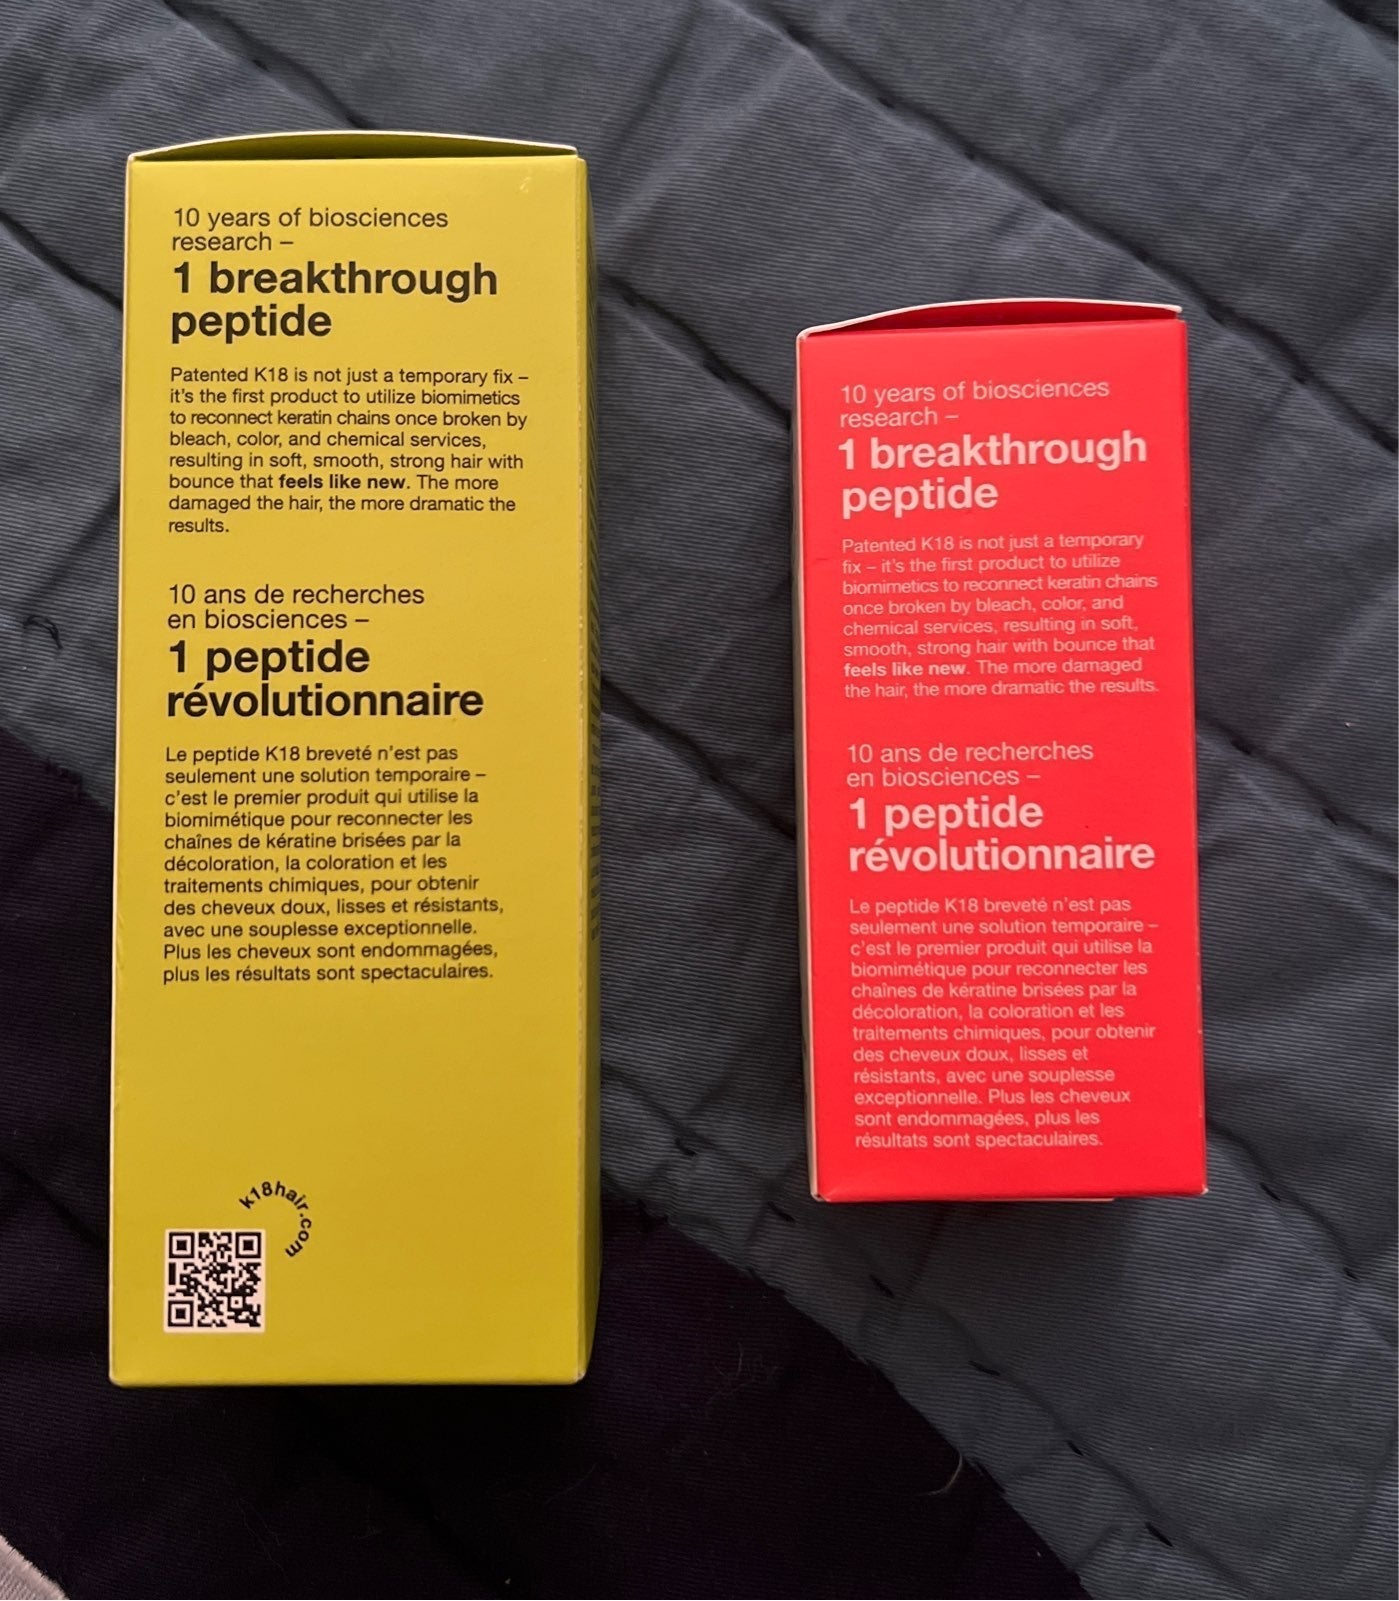 10 years of biosciences
research –
1 breakthrough
peptide
Patented K18 is not just a temporary fix –
it's the first product to utilize biomimetics
to reconnect keratin chains once broken by
bleach, color, and chemical services,
resulting in soft, smooth, strong hair with
bounce that feels like new. The more
damaged the hair, the more dramatic the
results.
10 ans de recherches
en biosciences –
1 peptide
révolutionnaire
Le peptide K18 breveté n'est pas
seulement une solution temporaire –
c'est le premier produit qui utilise la
biomimétique pour reconnecter les
chaînes de kératine brisées par la
décoloration, la coloration et les
traitements chimiques, pour obtenir
des cheveux doux, lisses et résistants,
avec une souplesse exceptionnelle.
Plus les cheveux sont endommagées,
plus les résultats sont spectaculaires.
k18hair.com
10 years of biosciences
research –
1 breakthrough
peptide
Patented K18 is not just a temporary
fix – it's the first product to utilize
biomimetics to reconnect keratin chains
once broken by bleach, color, and
chemical services, resulting in soft,
smooth, strong hair with bounce that
feels like new. The more damaged
the hair, the more dramatic the results.
10 ans de recherches
en biosciences –
1 peptide
révolutionnaire
Le peptide K18 breveté n'est pas
seulement une solution temporaire –
c'est le premier produit qui utilise la
biomimétique pour reconnecter les
chaînes de kératine brisées par la
décoloration, la coloration et les
traitements chimiques, pour obtenir
des cheveux doux, lisses et
résistants, avec une souplesse
exceptionnelle. Plus les cheveux
sont endommagées, plus les
résultats sont spectaculaires.